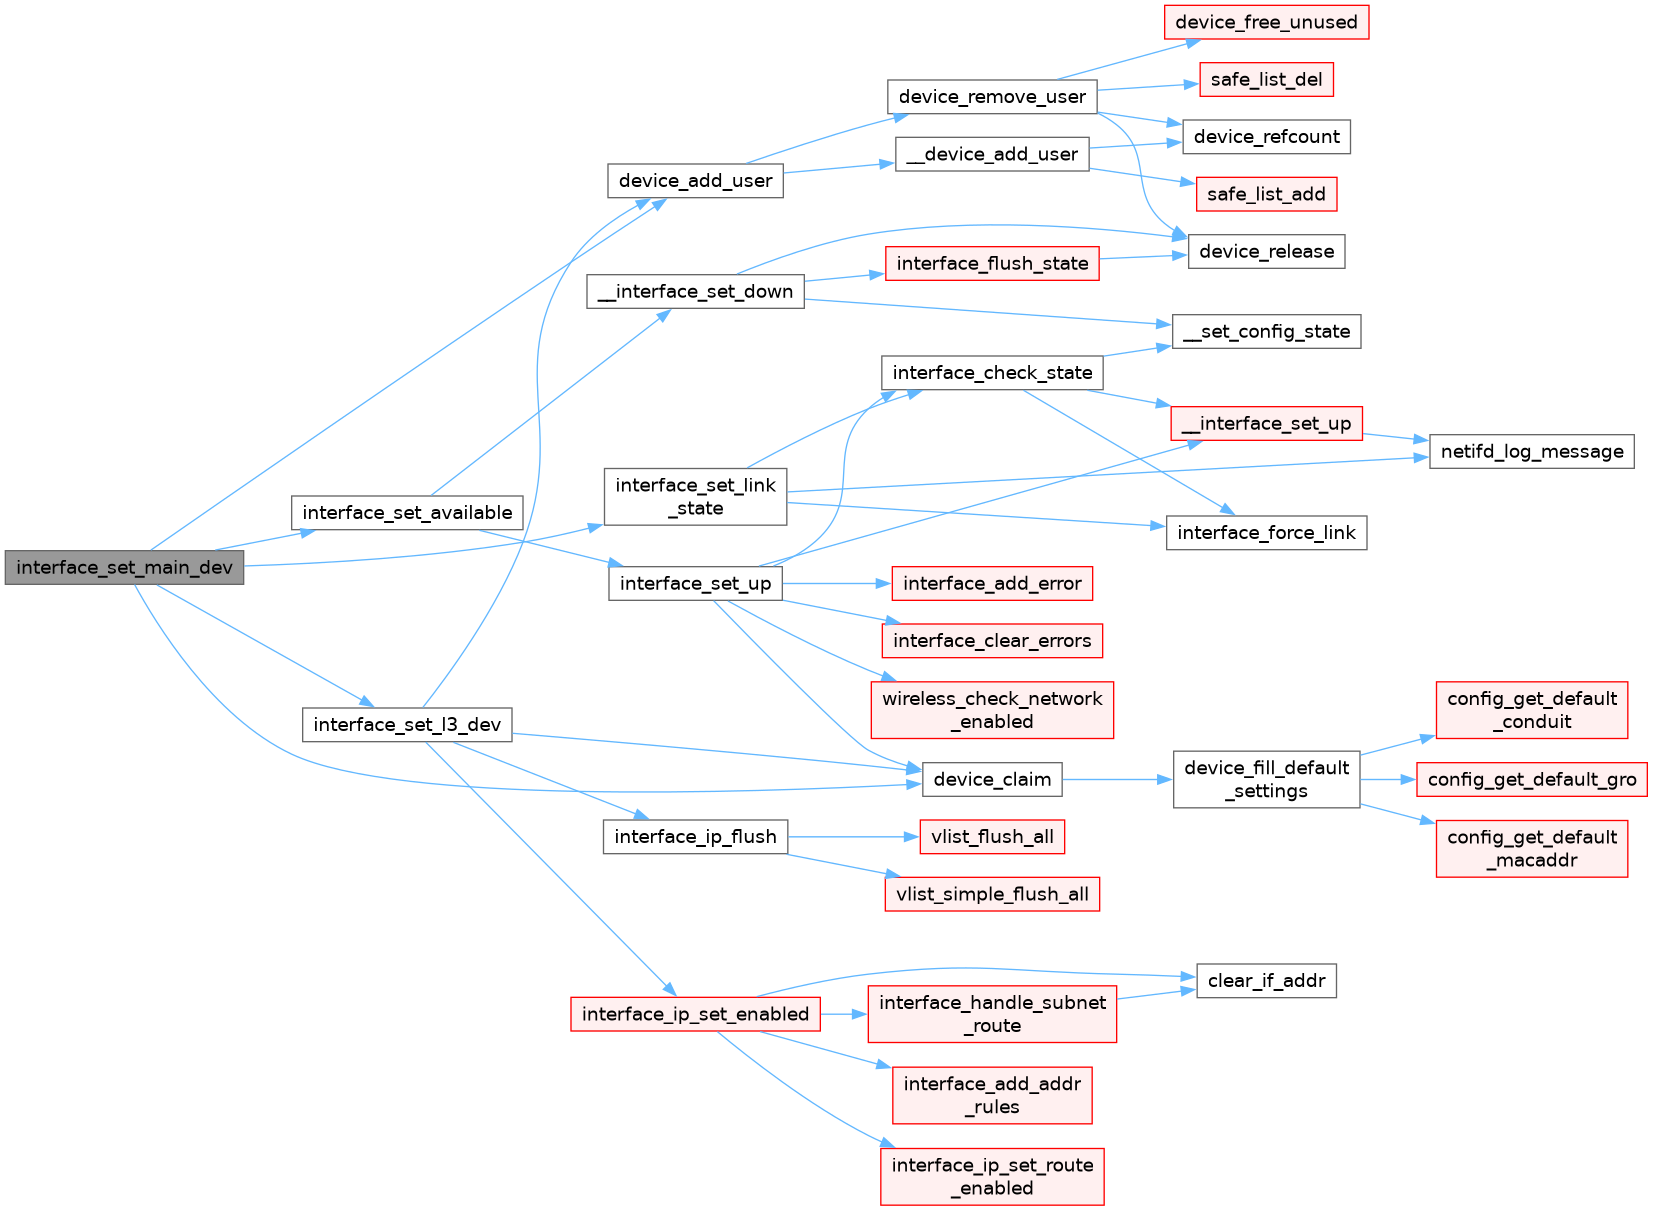 device_free_unused
safe_list_del
device_remove_user
device_refcount
__device_add_user
device_add_user
safe_list_add
device_release
interface_flush_state
__interface_set_down
__set_config_state
interface_check_state
__interface_set_up
netifd_log_message
interface_set_link
_state
interface_set_available
interface_force_link
interface_set_main_dev
interface_set_up
interface_add_error
interface_clear_errors
wireless_check_network
_enabled
config_get_default
_conduit
interface_set_l3_dev
device_claim
device_fill_default
_settings
config_get_default_gro
interface_ip_flush
vlist_flush_all
config_get_default
_macaddr
vlist_simple_flush_all
clear_if_addr
interface_ip_set_enabled
interface_handle_subnet
_route
interface_add_addr
_rules
interface_ip_set_route
_enabled